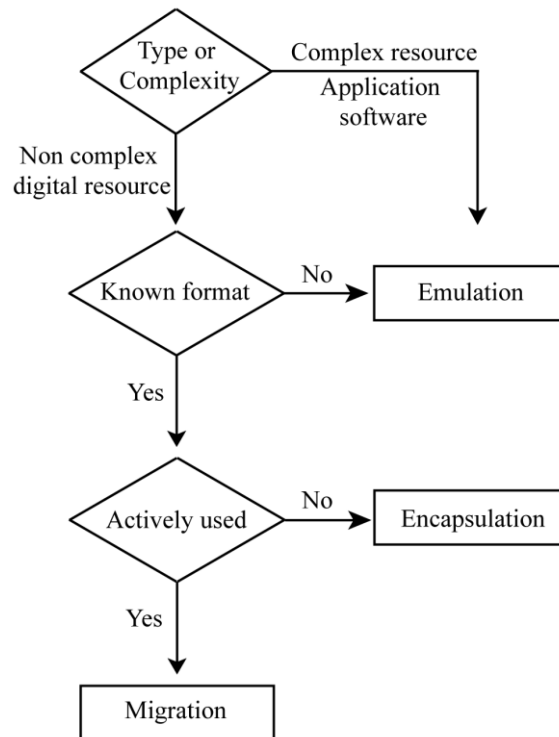 Type or
Complexity
Complex resource
Application
software
Non complex
digital resource
Known format
No
Emulation
Yes
Actively used
No
Encapsulation
Yes
Migration